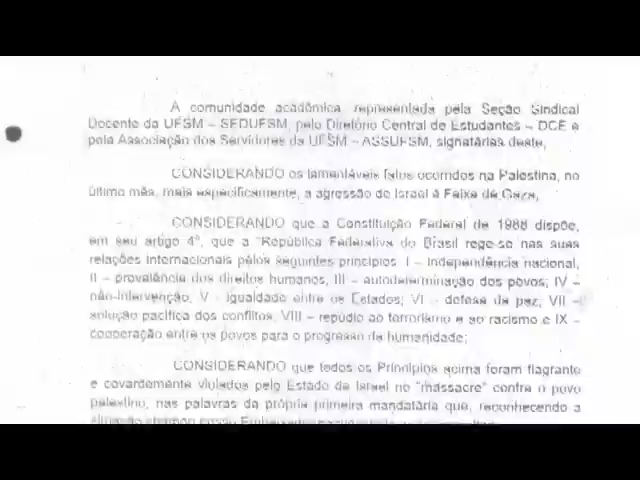 A comunidade acadêmica, representada pela Seção Sindical
Docente da UFSM – SEDUFSM, pelo Diretório Central de Estudantes – DCE e
pela Associação dos Servidores da UFSM – ASSUFSM, signatárias deste,
CONSIDERANDO os lamentáveis fatos ocorridos na Palestina, no
último mês, mais especificamente, a agressão de Israel à Faixa de Gaza,
CONSIDERANDO que a Constituição Federal de 1988 dispõe,
em seu artigo 4º, que a "República Federativa do Brasil rege-se nas suas
relações internacionais pelos seguintes princípios: I – independência nacional,
II – prevalência dos direitos humanos, III – autodeterminação dos povos; IV –
não-intervenção, V - igualdade entre os Estados; VI – defesa da paz; VII –
solução pacífica dos conflitos, VIII – repúdio ao terrorismo e ao racismo e IX –
cooperação entre os povos para o progresso da humanidade;
CONSIDERANDO que todos os Princípios acima foram flagrante
e covardemente violados pelo Estado de Israel no "massacre" contra o povo
palestino, nas palavras da própria primeira mandatária que, reconhecendo a